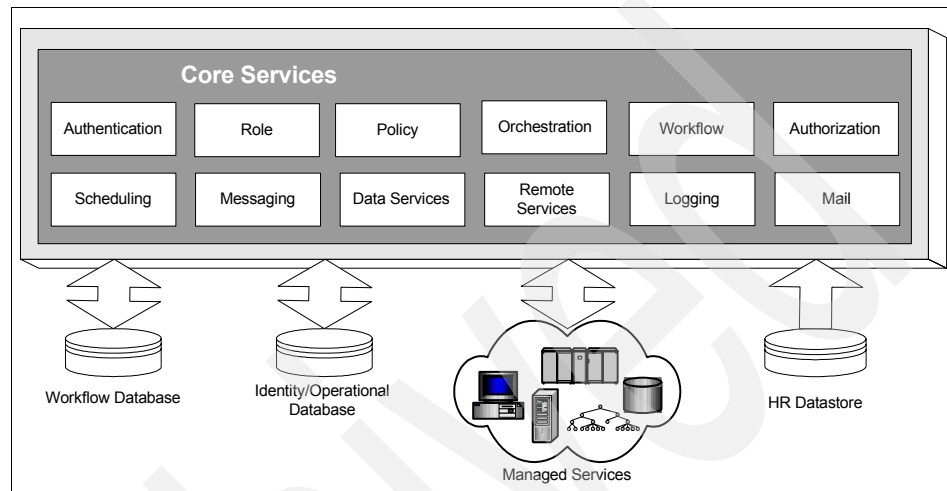 Core Services
Authentication
Role
Policy
Orchestration
Workflow
Authorization
Scheduling
Messaging
Data Services
Remote
Services
Logging
Mail
Workflow Database
Identity/Operational
Database
Managed Services
HR Datastore